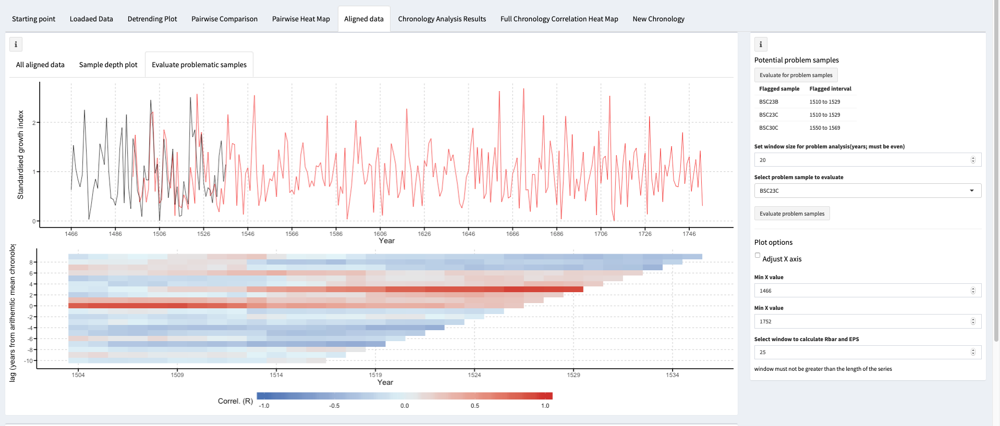 Starting point
Loadaed Data
Detrending Plot
Pairwise Comparison
Pairwise Heat Map
Aligned data
Chronology Analysis Results
Full Chronology Correlation Heat Map
New Chronology
i
All aligned data
Sample depth plot
Evaluate problematic samples
Standardised growth index
2
1
0
1466 1486 1506 1526 1546 1566 1586 1606 1626 1646 1666 1686 1706 1726 1746
Year
lag (years from arithemtic mean chronolog
8
6
4
2
0
-2
-4
-6
-8
-10
1504 1509 1514 1519 1524 1529 1534
Year
Correl. (R)
-1.0 -0.5 0.0 0.5 1.0
i
Potential problem samples
Evaluate for problem samples
Flagged sample Flagged interval
BSC23B 1510 to 1529
BSC23C 1510 to 1529
BSC30C 1550 to 1569
Set window size for problem analysis(years; must be even)
20
Select problem sample to evaluate
BSC23C
Evaluate problem samples
Plot options
Adjust X axis
Min X value
1466
Min X value
1752
Select window to calculate Rbar and EPS
25
window must not be greater than the length of the series